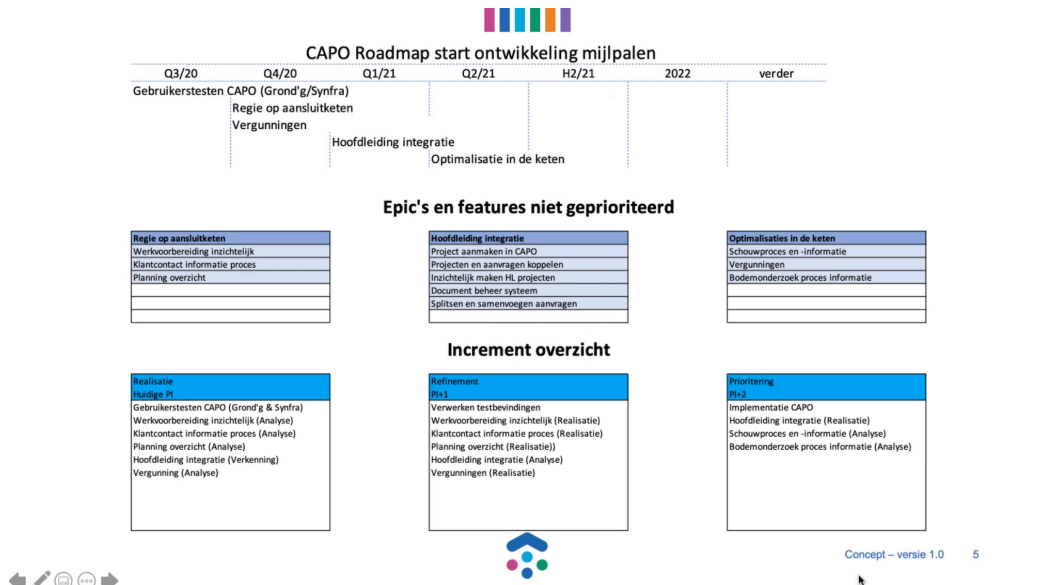 CAPO Roadmap start ontwikkeling mijlpalen
Q3/20 Q4/20 Q1/21 Q2/21 H2/21 2022 verder
Gebruikerstesten CAPO (Grond'g/Synfra)
Regie op aansluitketen
Vergunningen
Hoofdleiding integratie
Optimalisatie in de keten
Epic's en features niet geprioriteerd
Regie op aansluitketen
Werkvoorbereiding inzichtelijk
Klantcontact informatie proces
Planning overzicht
Hoofdleiding integratie
Project aanmaken in CAPO
Projecten en aanvragen koppelen
Inzichtelijk maken HL projecten
Document beheer systeem
Splitsen en samenvoegen aanvragen
Optimalisaties in de keten
Schouwproces en -informatie
Vergunningen
Bodemonderzoek proces informatie
Increment overzicht
Realisatie
Huidige PI
Gebruikerstesten CAPO (Grond'g & Synfra)
Werkvoorbereiding inzichtelijk (Analyse)
Klantcontact informatie proces (Analyse)
Planning overzicht (Analyse)
Hoofdleiding integratie (Verkenning)
Vergunning (Analyse)
Refinement
PI+1
Verwerken testbevindingen
Werkvoorbereiding inzichtelijk (Realisatie)
Klantcontact informatie proces (Realisatie)
Planning overzicht (Realisatie))
Hoofdleiding integratie (Analyse)
Vergunningen (Realisatie)
Prioritering
PI+2
Implementatie CAPO
Hoofdleiding integratie (Realisatie)
Schouwproces en -informatie (Analyse)
Bodemonderzoek proces informatie (Analyse)
Concept – versie 1.0 5